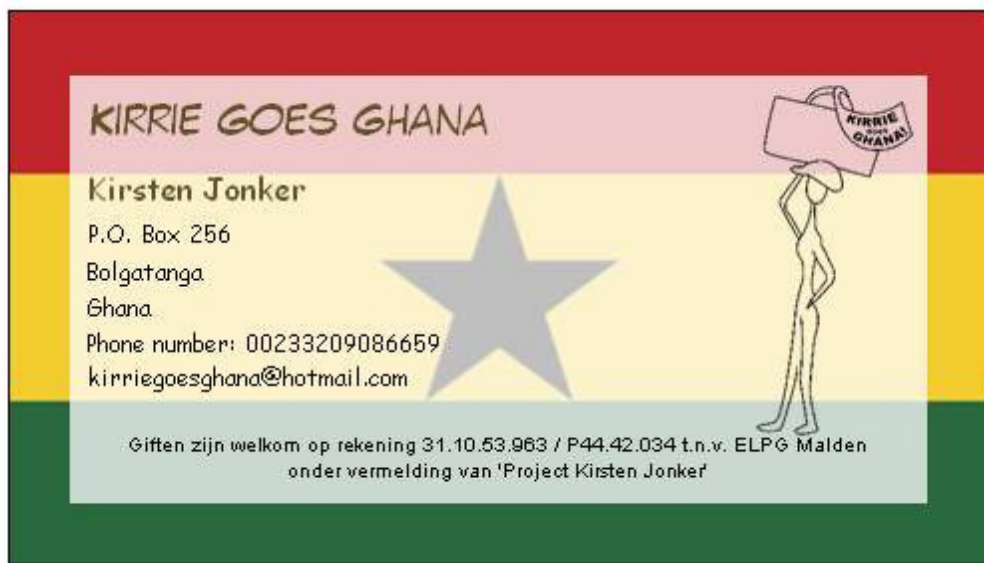 KIRRIE GOES GHANA
KIRRIE
GOES
GHANA!
Kirsten Jonker
P.O. Box 256
Bolgatanga
Ghana
Phone number: 00233209086659
kirriegoesghana@hotmail.com
Giften zijn welkom op rekening 31.10.53.963 / P44.42.034 t.n.v. ELPG Malden
onder vermelding van 'Project Kirsten Jonker'